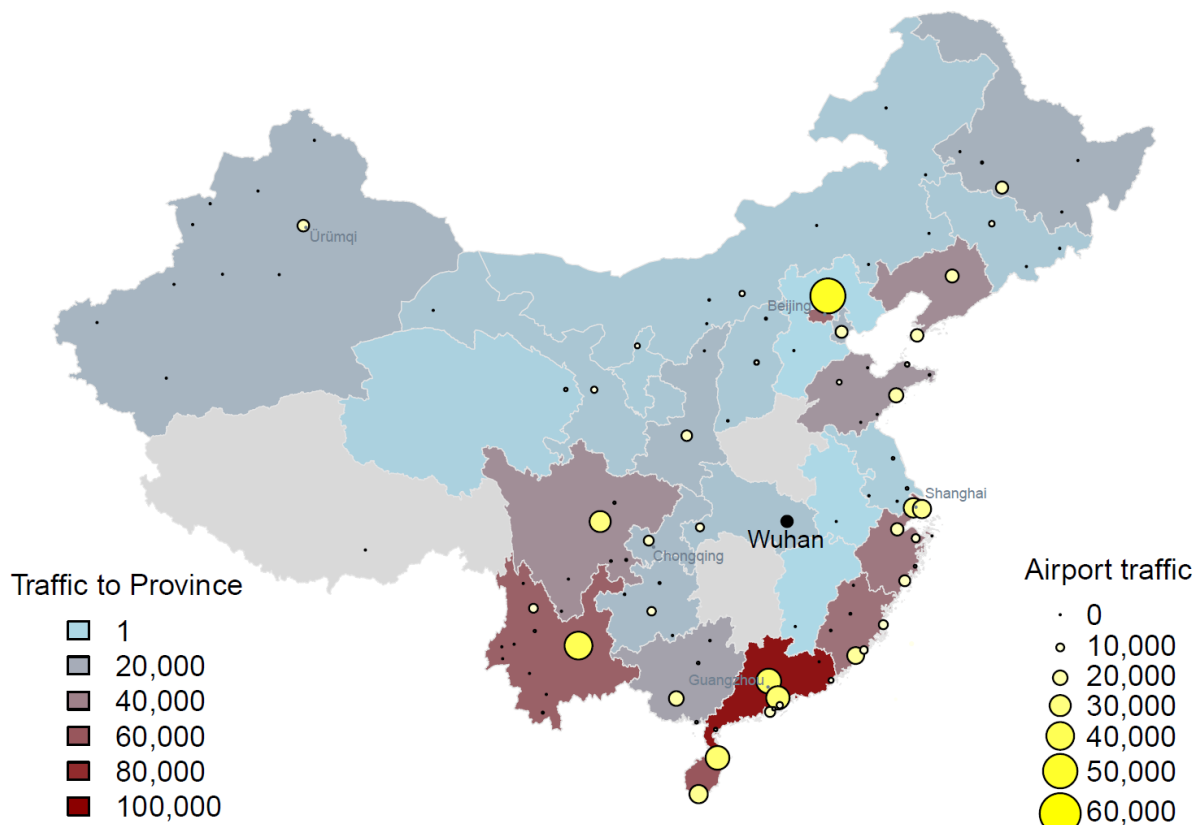 Ürümqi
Beijing
Shanghai
Wuhan
Chongqing
Guangzhou
Traffic to Province
1
20,000
40,000
60,000
80,000
100,000
Airport traffic
0
10,000
20,000
30,000
40,000
50,000
60,000